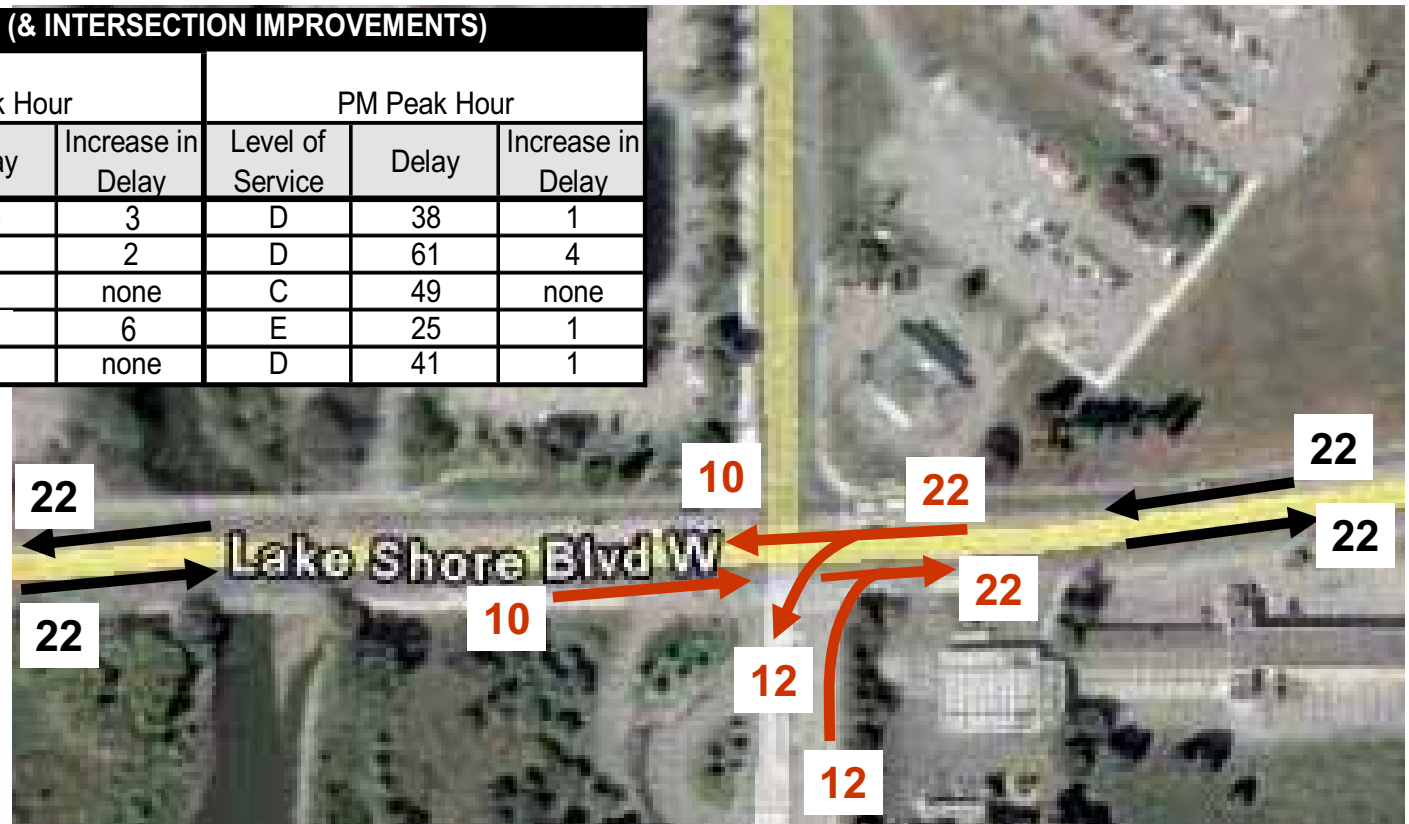 (& INTERSECTION IMPROVEMENTS)
Hour PM Peak Hour
Increase in Delay Level of Service Delay Increase in Delay
3 D 38 1
2 D 61 4
none C 49 none
6 E 25 1
none D 41 1
22
10
22
22
Lake Shore Blvd W
22
22
10
22
12
12